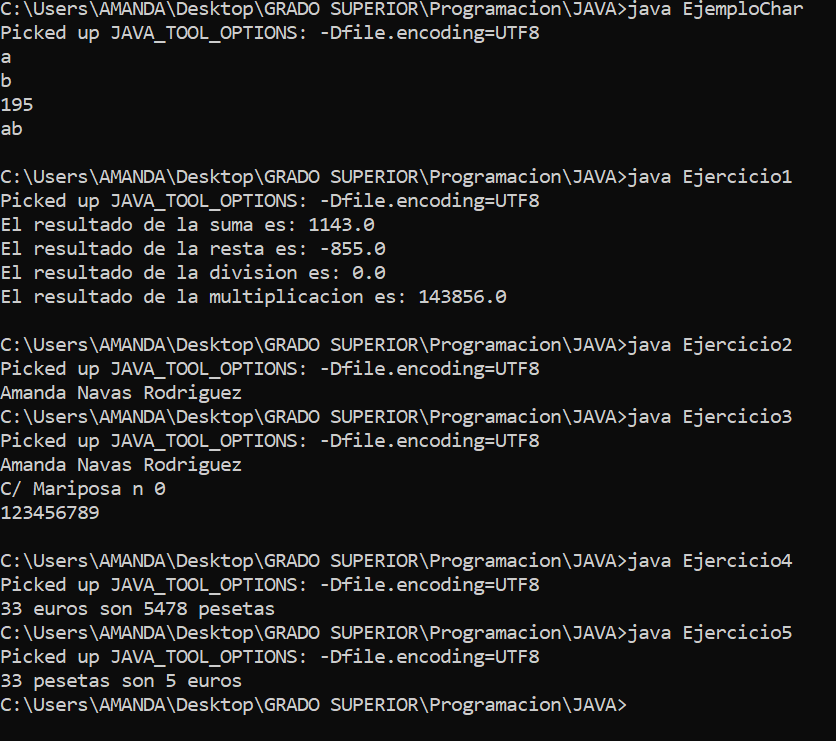 C:\Users\AMANDA\Desktop\GRADO SUPERIOR\Programacion\JAVA>java EjemploChar
Picked up JAVA_TOOL_OPTIONS: -Dfile.encoding=UTF8
a
b
195
ab
C:\Users\AMANDA\Desktop\GRADO SUPERIOR\Programacion\JAVA>java Ejercicio1
Picked up JAVA_TOOL_OPTIONS: -Dfile.encoding=UTF8
El resultado de la suma es: 1143.0
El resultado de la resta es: -855.0
El resultado de la division es: 0.0
El resultado de la multiplicacion es: 143856.0
C:\Users\AMANDA\Desktop\GRADO SUPERIOR\Programacion\JAVA>java Ejercicio2
Picked up JAVA_TOOL_OPTIONS: -Dfile.encoding=UTF8
Amanda Navas Rodriguez
C:\Users\AMANDA\Desktop\GRADO SUPERIOR\Programacion\JAVA>java Ejercicio3
Picked up JAVA_TOOL_OPTIONS: -Dfile.encoding=UTF8
Amanda Navas Rodriguez
C/ Mariposa n 0
123456789
C:\Users\AMANDA\Desktop\GRADO SUPERIOR\Programacion\JAVA>java Ejercicio4
Picked up JAVA_TOOL_OPTIONS: -Dfile.encoding=UTF8
33 euros son 5478 pesetas
C:\Users\AMANDA\Desktop\GRADO SUPERIOR\Programacion\JAVA>java Ejercicio5
Picked up JAVA_TOOL_OPTIONS: -Dfile.encoding=UTF8
33 pesetas son 5 euros
C:\Users\AMANDA\Desktop\GRADO SUPERIOR\Programacion\JAVA>